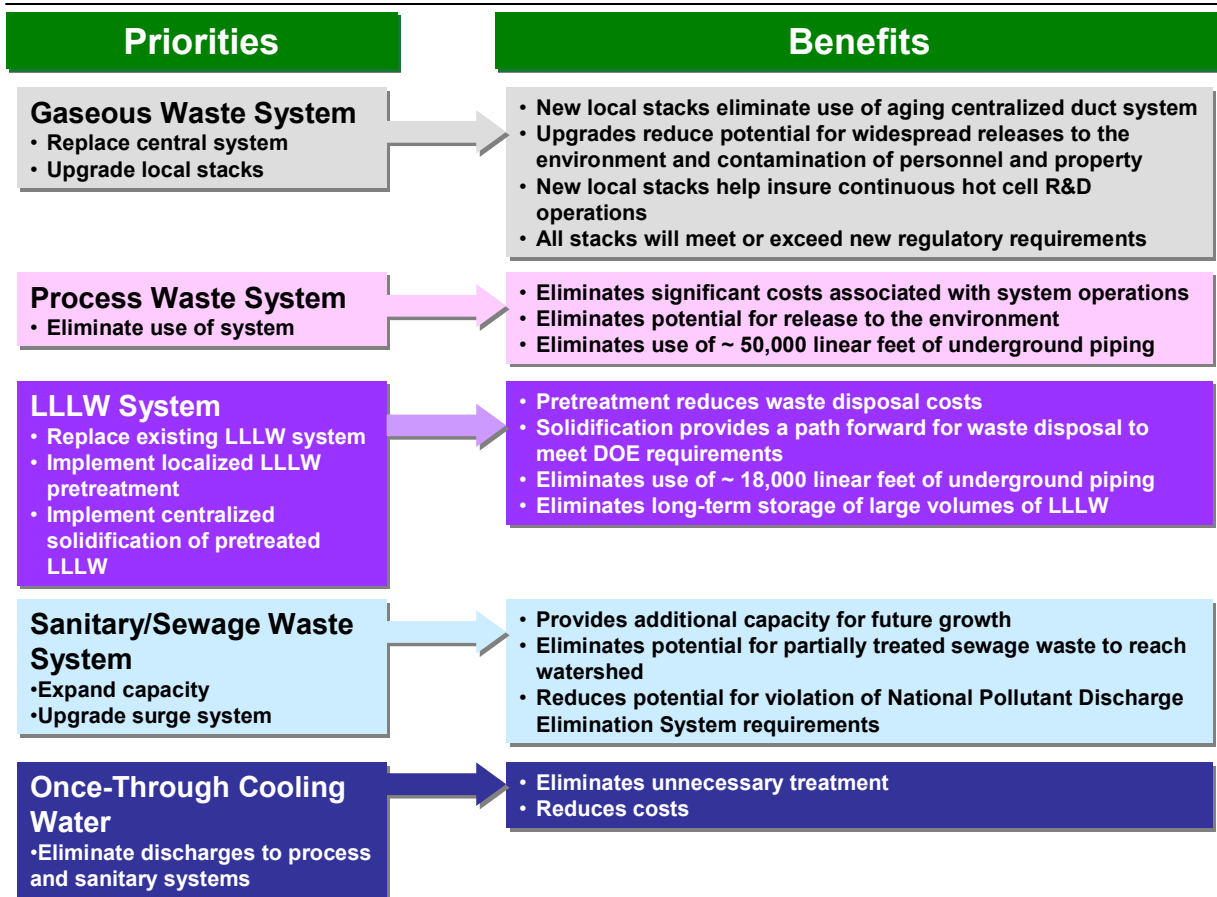 Priorities
Benefits
Gaseous Waste System
• Replace central system
• Upgrade local stacks
• New local stacks eliminate use of aging centralized duct system
• Upgrades reduce potential for widespread releases to the
environment and contamination of personnel and property
• New local stacks help insure continuous hot cell R&D
operations
• All stacks will meet or exceed new regulatory requirements
Process Waste System
• Eliminate use of system
• Eliminates significant costs associated with system operations
• Eliminates potential for release to the environment
• Eliminates use of ~ 50,000 linear feet of underground piping
LLLW System
• Replace existing LLLW system
• Implement localized LLLW
pretreatment
• Implement centralized
solidification of pretreated
LLLW
• Pretreatment reduces waste disposal costs
• Solidification provides a path forward for waste disposal to
meet DOE requirements
• Eliminates use of ~ 18,000 linear feet of underground piping
• Eliminates long-term storage of large volumes of LLLW
Sanitary/Sewage Waste
System
•Expand capacity
•Upgrade surge system
• Provides additional capacity for future growth
• Eliminates potential for partially treated sewage waste to reach
watershed
• Reduces potential for violation of National Pollutant Discharge
Elimination System requirements
Once-Through Cooling
Water
•Eliminate discharges to process
and sanitary systems
• Eliminates unnecessary treatment
• Reduces costs